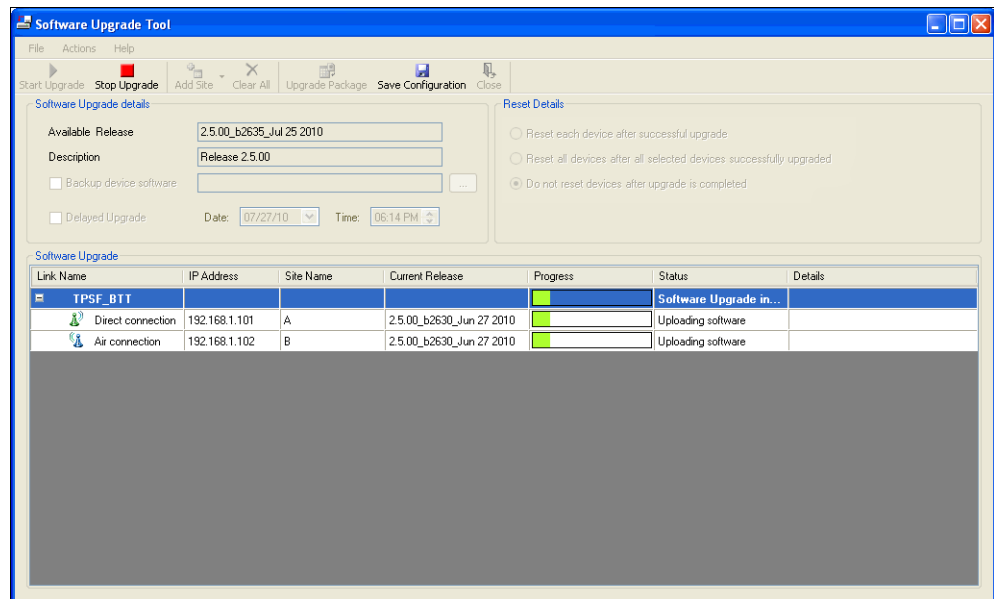 Software Upgrade Tool
File Actions Help
Start Upgrade Stop Upgrade Add Site Clear All Upgrade Package Save Configuration Close
Software Upgrade details
Available Release 2.5.00_b2635_Jul 25 2010
Description Release 2.5.00
Backup device software ...
Delayed Upgrade Date: 07/27/10 Time: 06:14 PM
Reset Details
Reset each device after successful upgrade
Reset all devices after all selected devices successfully upgraded
Do not reset devices after upgrade is completed
Software Upgrade
Link Name IP Address Site Name Current Release Progress Status Details
TPSF_BTT Software Upgrade in...
Direct connection 192.168.1.101 A 2.5.00_b2630_Jun 27 2010 Uploading software
Air connection 192.168.1.102 B 2.5.00_b2630_Jun 27 2010 Uploading software